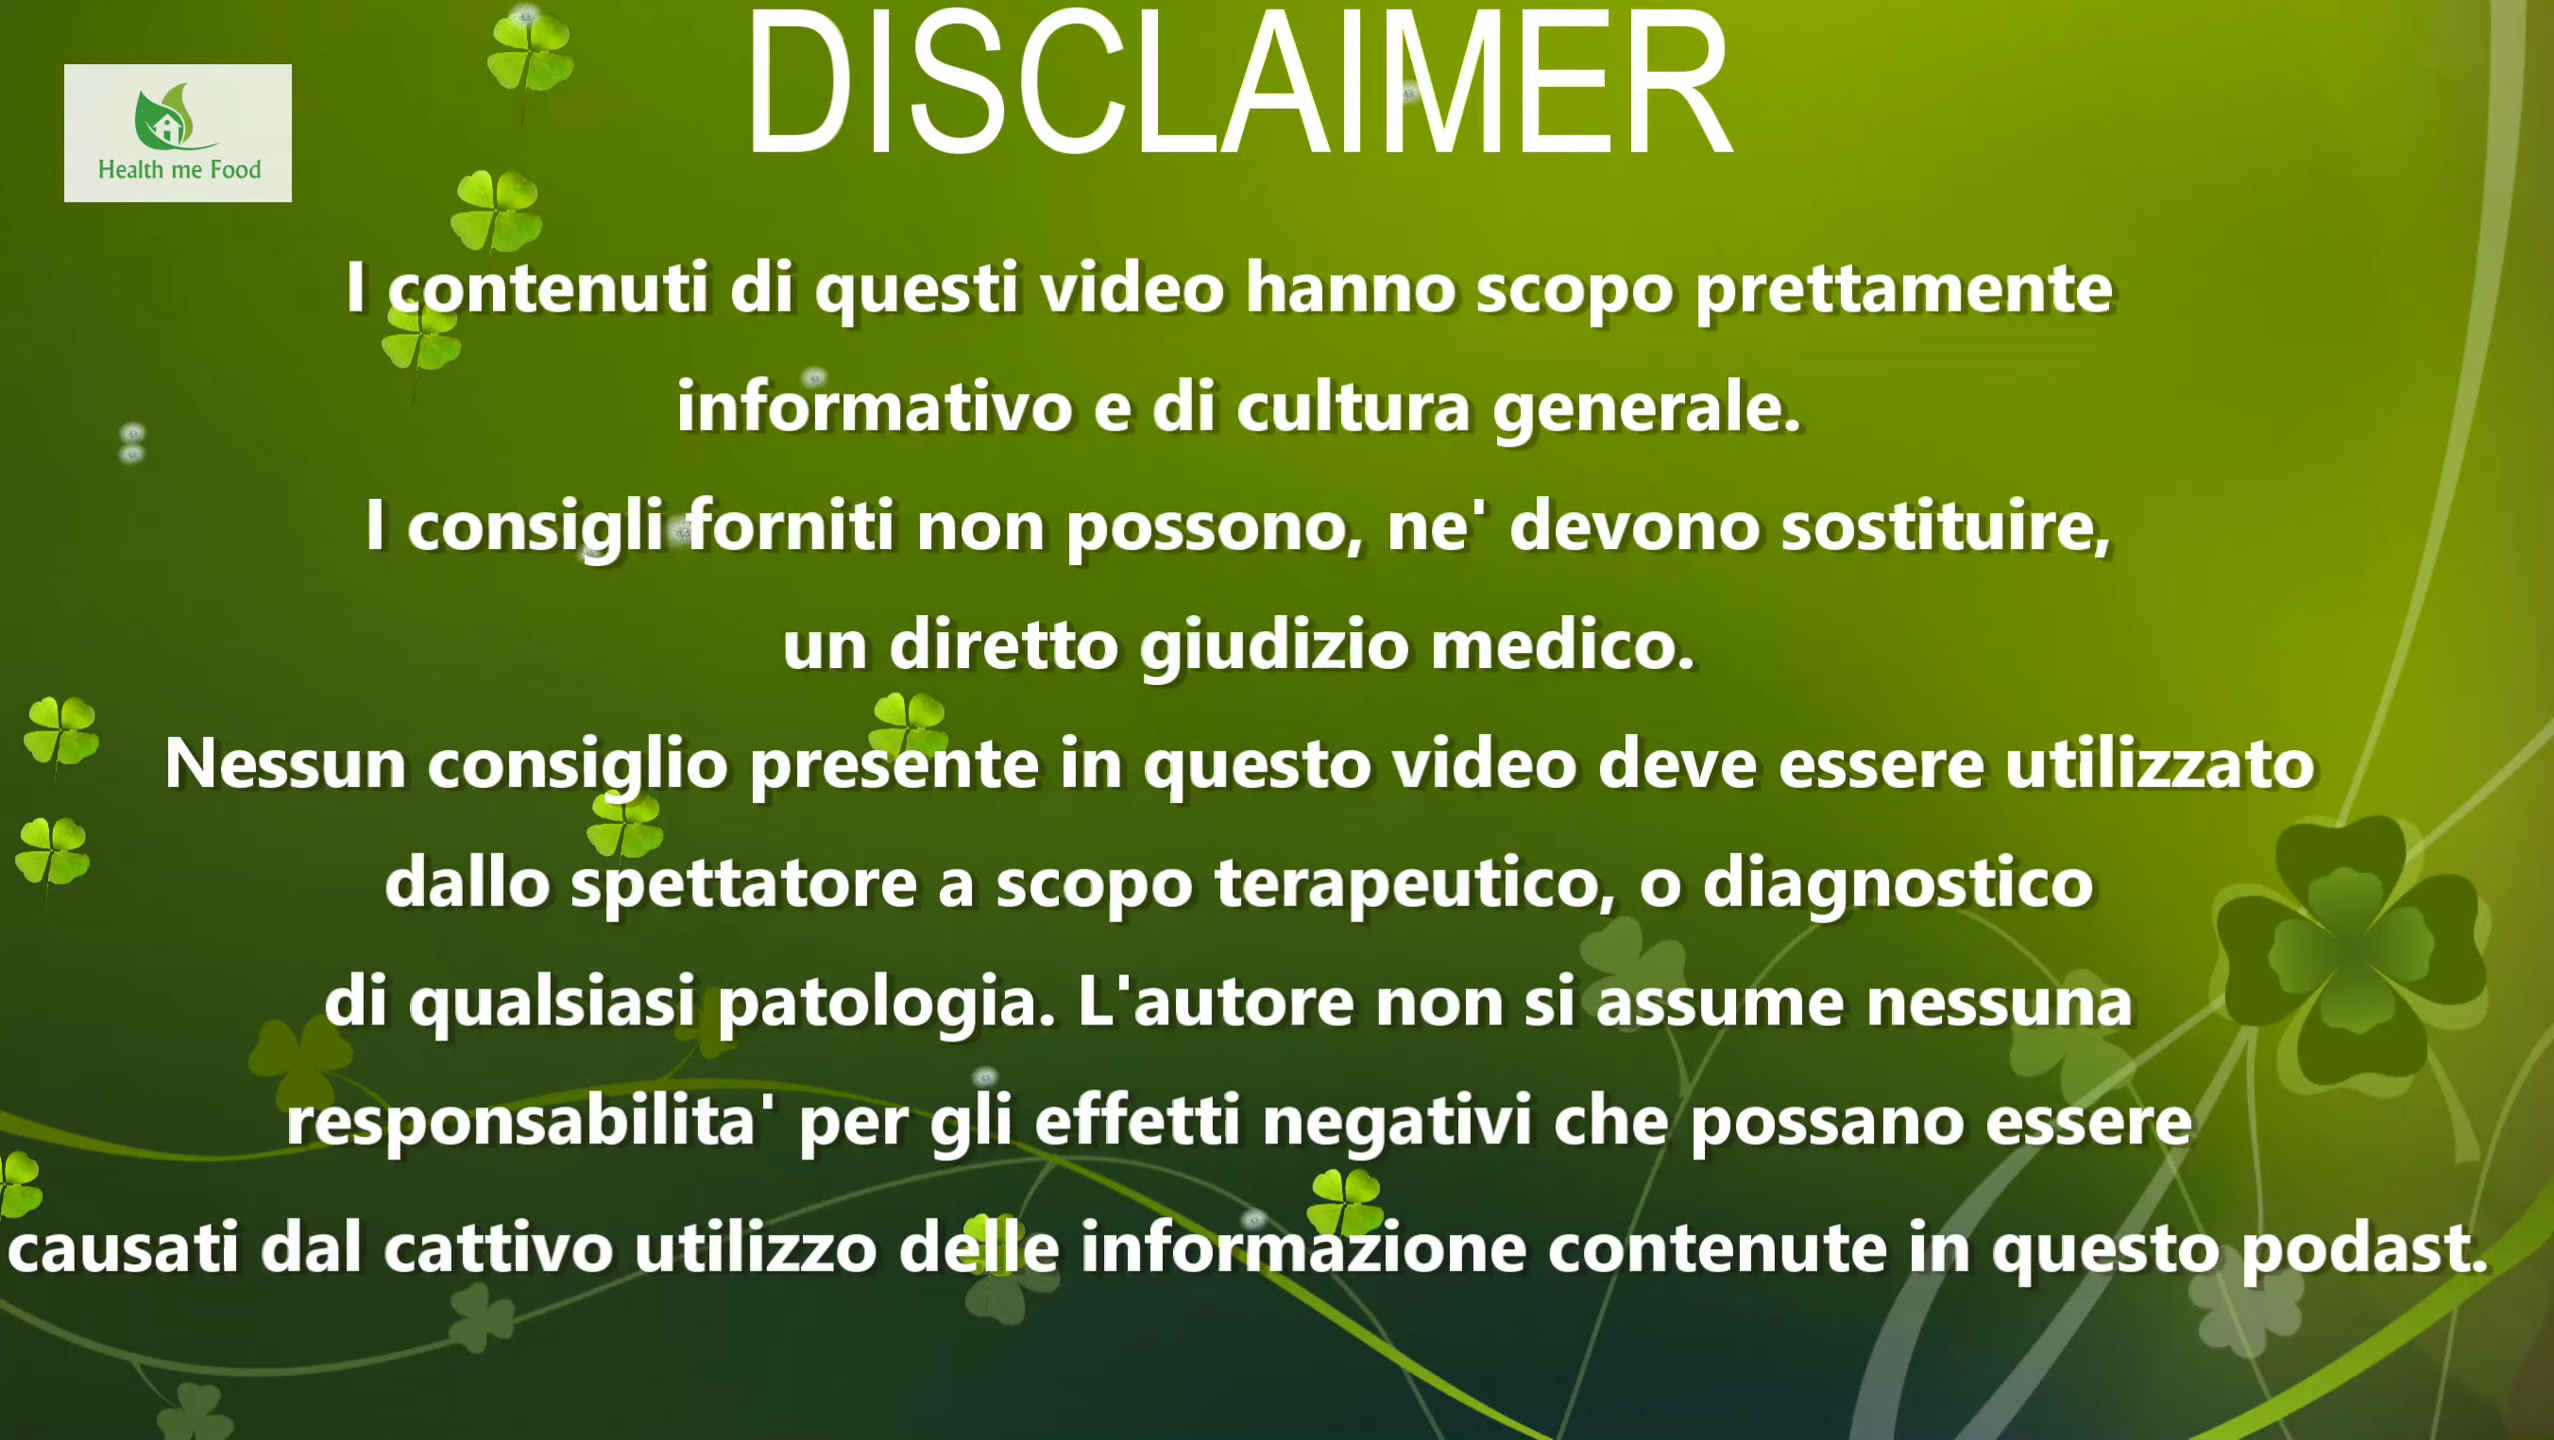 DISCLAIMER
Health me Food
I contenuti di questi video hanno scopo prettamente
informativo e di cultura generale.
I consigli forniti non possono, ne' devono sostituire,
un diretto giudizio medico.
Nessun consiglio presente in questo video deve essere utilizzato
dallo spettatore a scopo terapeutico, o diagnostico
di qualsiasi patologia. L'autore non si assume nessuna
responsabilita' per gli effetti negativi che possano essere
causati dal cattivo utilizzo delle informazione contenute in questo podast.